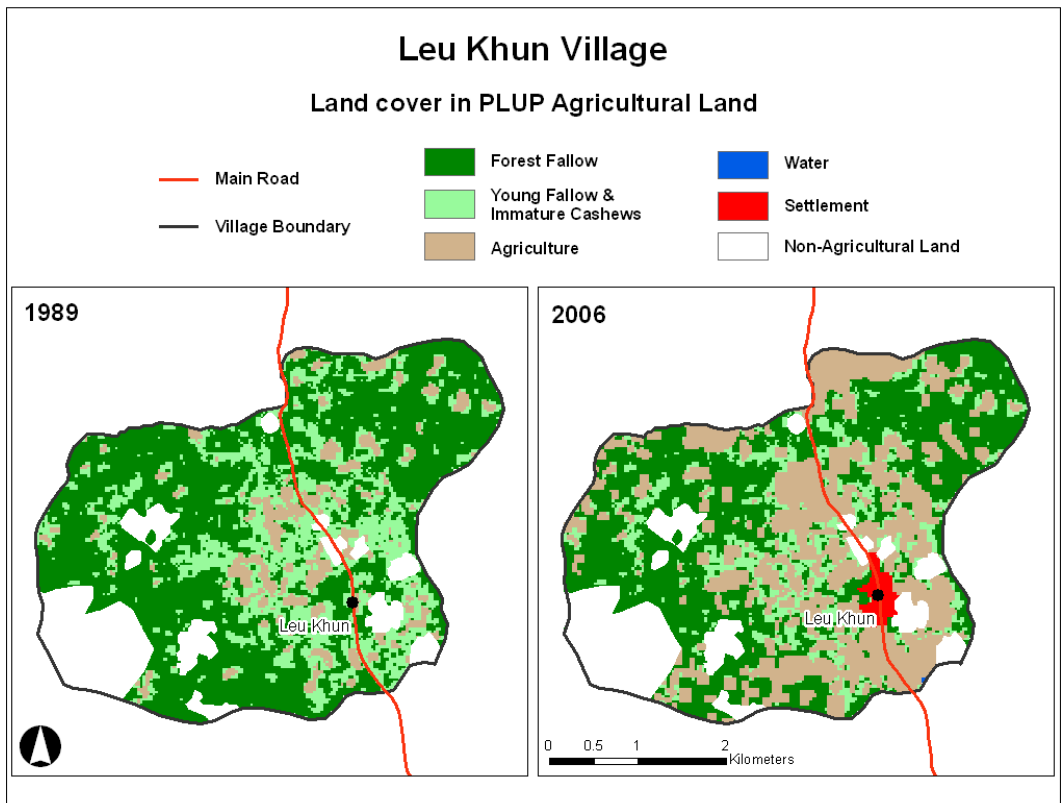 Leu Khun Village
Land cover in PLUP Agricultural Land
Main Road
Village Boundary
Forest Fallow
Young Fallow &
Immature Cashews
Agriculture
Water
Settlement
Non-Agricultural Land
1989
Leu Khun
2006
Leu Khun
0 0.5 1 2
Kilometers